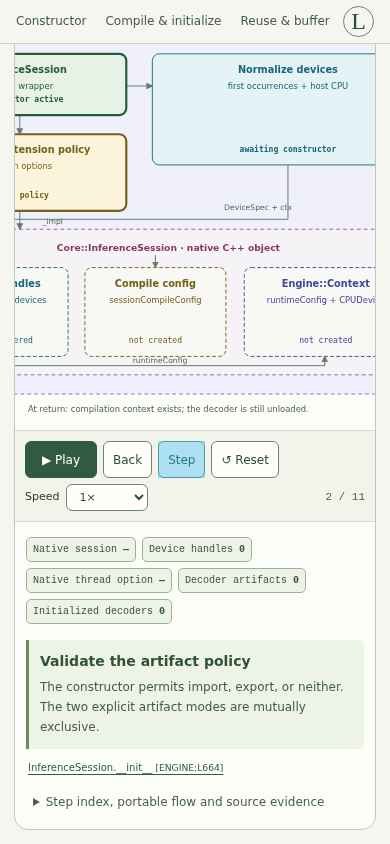 Constructor Compile & initialize Reuse & buffer L
ceSession
wrapper
tor active
Normalize devices
first occurrences + host CPU
awaiting constructor
tension policy
n options
policy
DeviceSpec + ctx
_impl
Core::InferenceSession · native C++ object
ndles
devices
ered
Compile config
sessionCompileConfig
not created
Engine::Context
runtimeConfig + CPUDevi
not created
runtimeConfig
At return: compilation context exists; the decoder is still unloaded.
▶ Play Back Step ↺ Reset
Speed 1× 2 / 11
Native session — Device handles 0
Native thread option — Decoder artifacts 0
Initialized decoders 0
Validate the artifact policy
The constructor permits import, export, or neither.
The two explicit artifact modes are mutually
exclusive.
InferenceSession.__init__ [ENGINE:L664]
▶ Step index, portable flow and source evidence